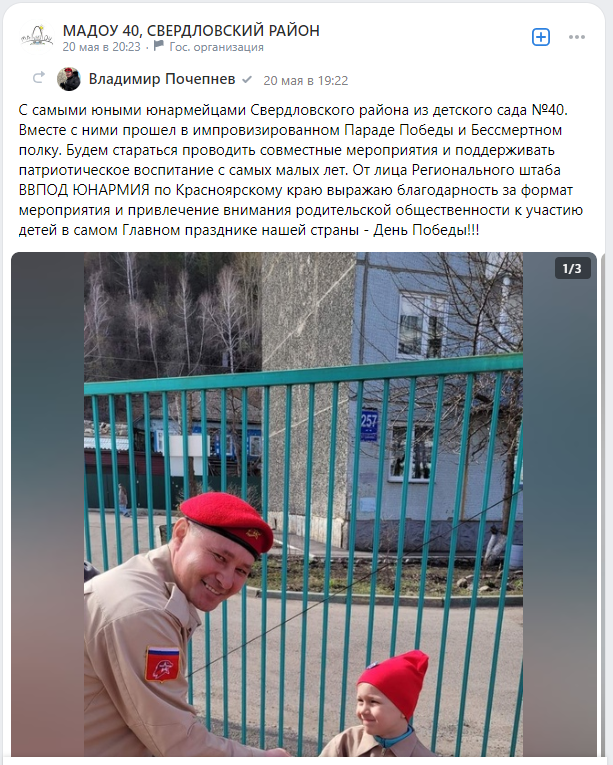 МАДОУ 40, СВЕРДЛОВСКИЙ РАЙОН
20 мая в 20:23 · Гос. организация
Владимир Почепнев
20 мая в 19:22
С самыми юными юнармейцами Свердловского района из детского сада №40.
Вместе с ними прошел в импровизированном Параде Победы и Бессмертном
полку. Будем стараться проводить совместные мероприятия и поддерживать
патриотическое воспитание с самых малых лет. От лица Регионального штаба
ВВПОД ЮНАРМИЯ по Красноярскому краю выражаю благодарность за формат
мероприятия и привлечение внимания родительской общественности к участию
детей в самом Главном празднике нашей страны - День Победы!!!
1/3
257